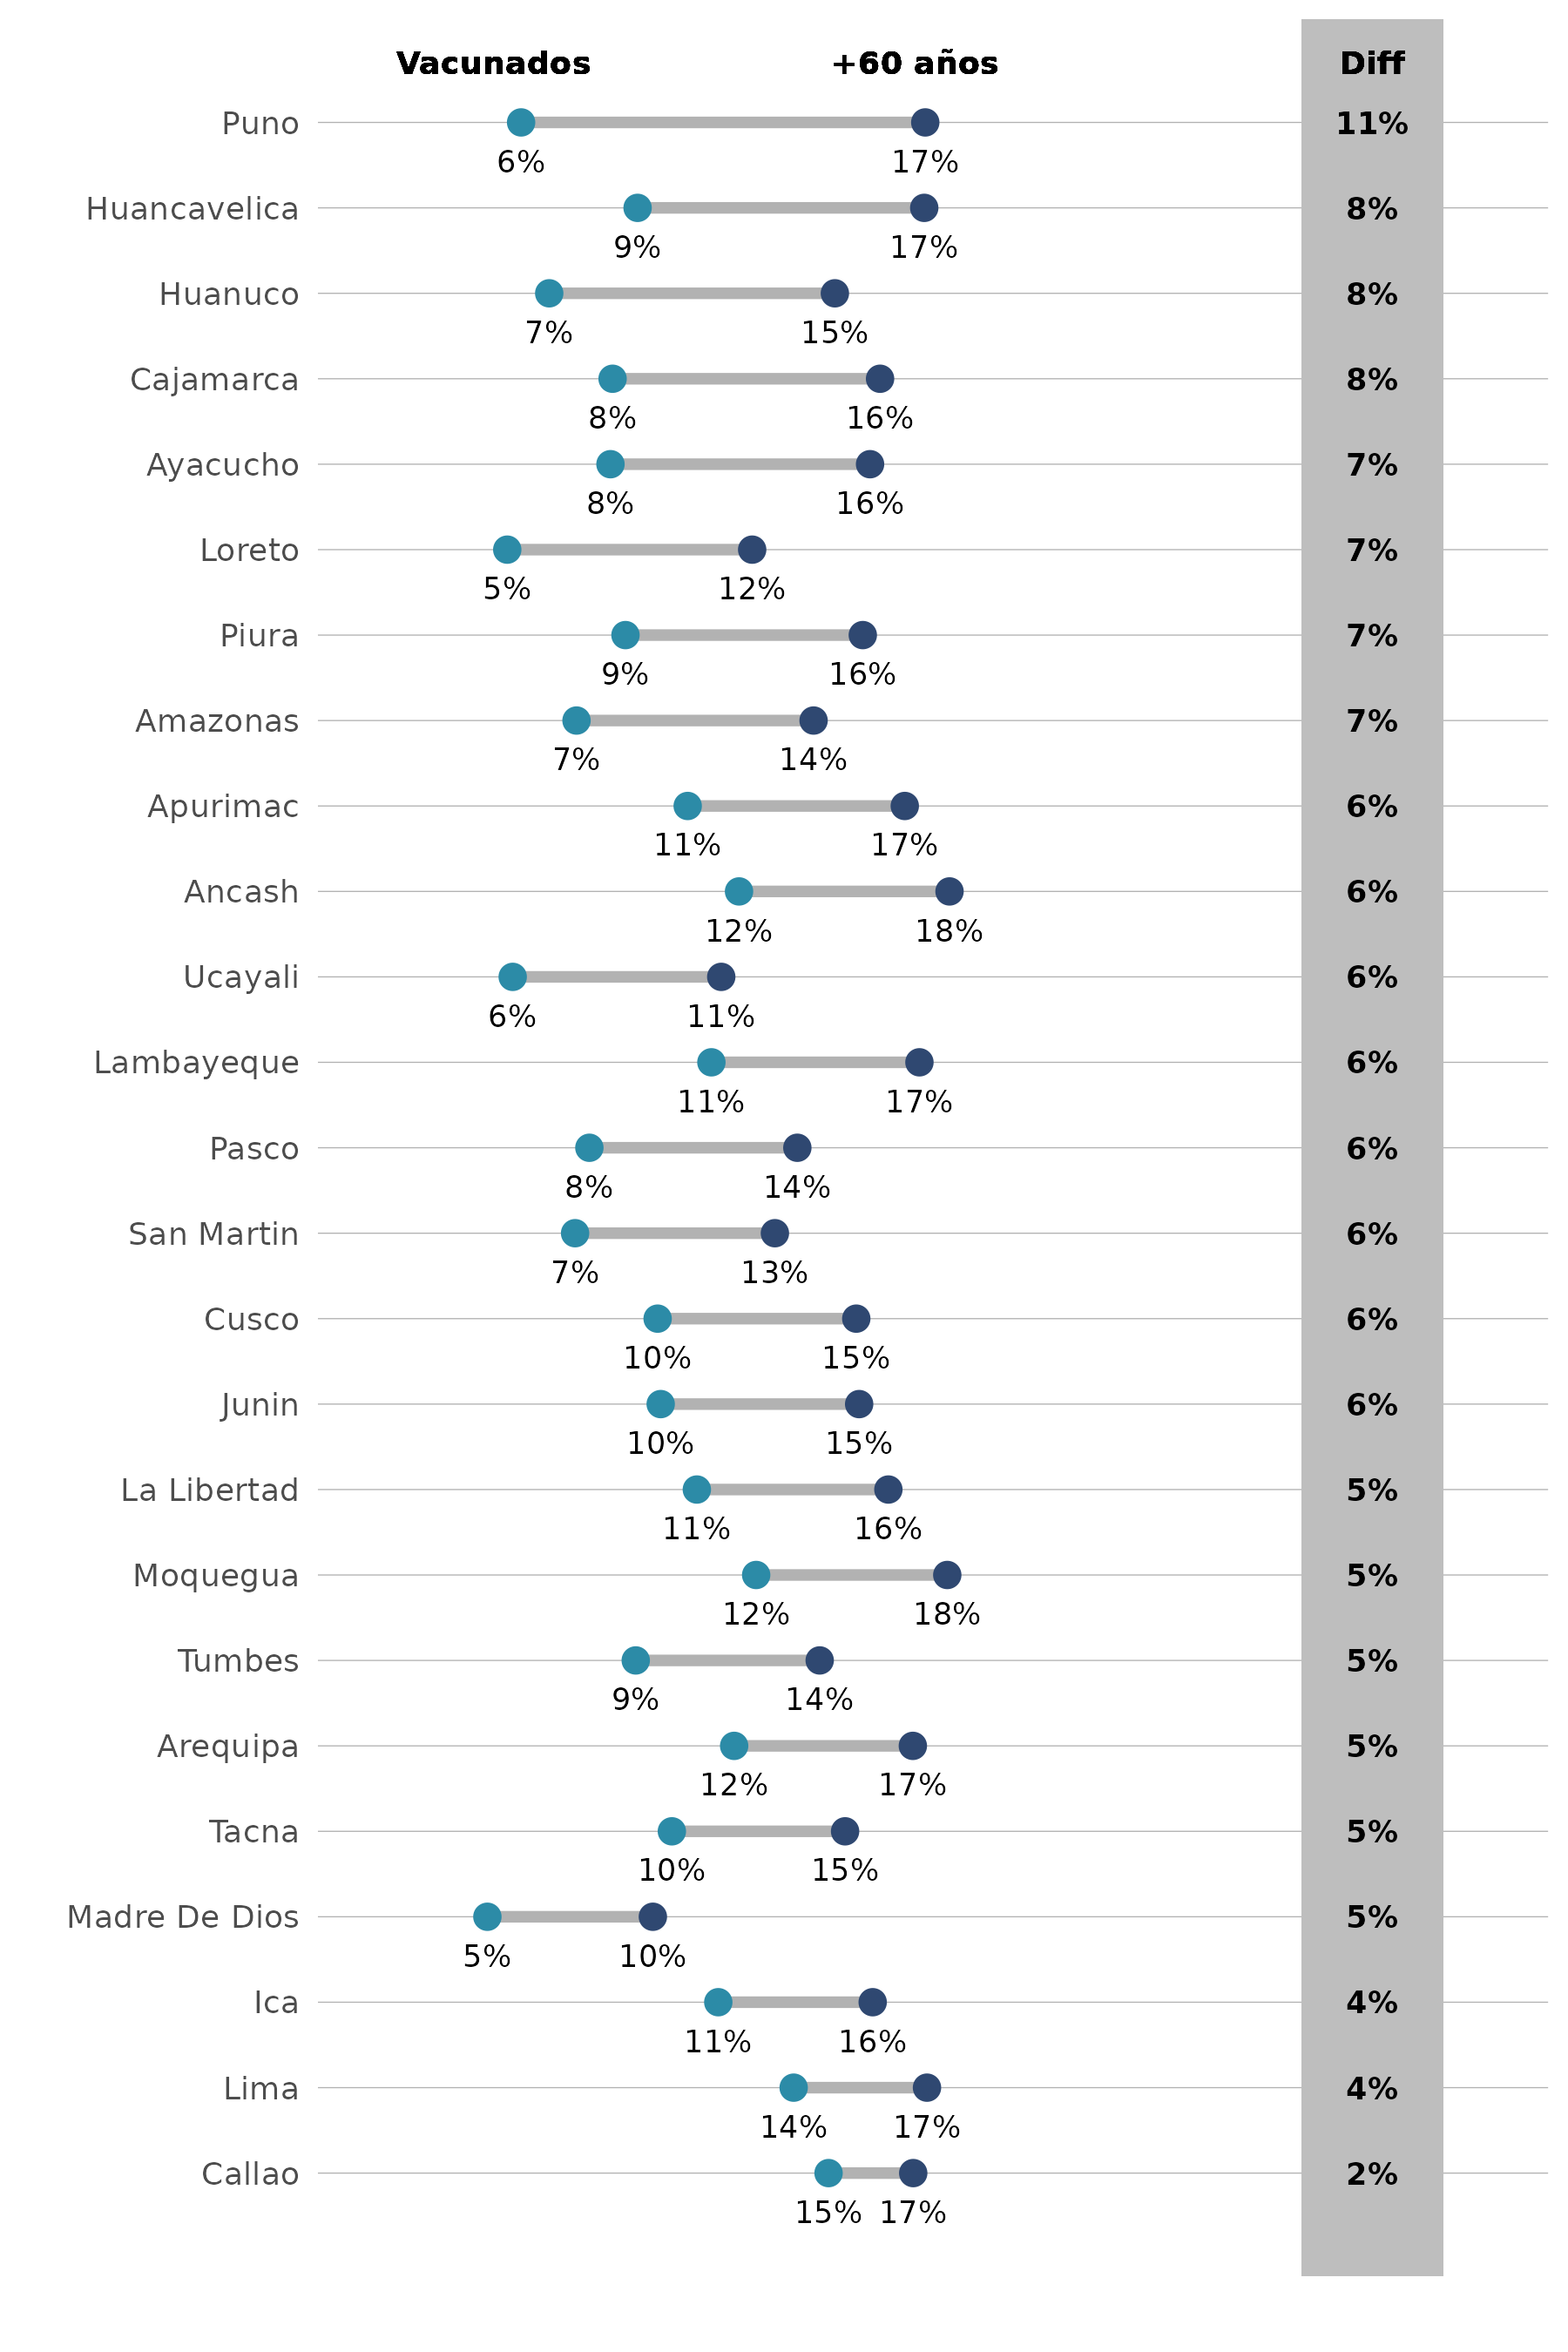 Vacunados +60 años Diff
Puno 11%
6% 17%
Huancavelica 8%
9% 17%
Huanuco 8%
7% 15%
Cajamarca 8%
8% 16%
Ayacucho 7%
8% 16%
Loreto 7%
5% 12%
Piura 7%
9% 16%
Amazonas 7%
7% 14%
Apurimac 6%
11% 17%
Ancash 6%
12% 18%
Ucayali 6%
6% 11%
Lambayeque 6%
11% 17%
Pasco 6%
8% 14%
San Martin 6%
7% 13%
Cusco 6%
10% 15%
Junin 6%
10% 15%
La Libertad 5%
11% 16%
Moquegua 5%
12% 18%
Tumbes 5%
9% 14%
Arequipa 5%
12% 17%
Tacna 5%
10% 15%
Madre De Dios 5%
5% 10%
Ica 4%
11% 16%
Lima 4%
14% 17%
Callao 2%
15% 17%